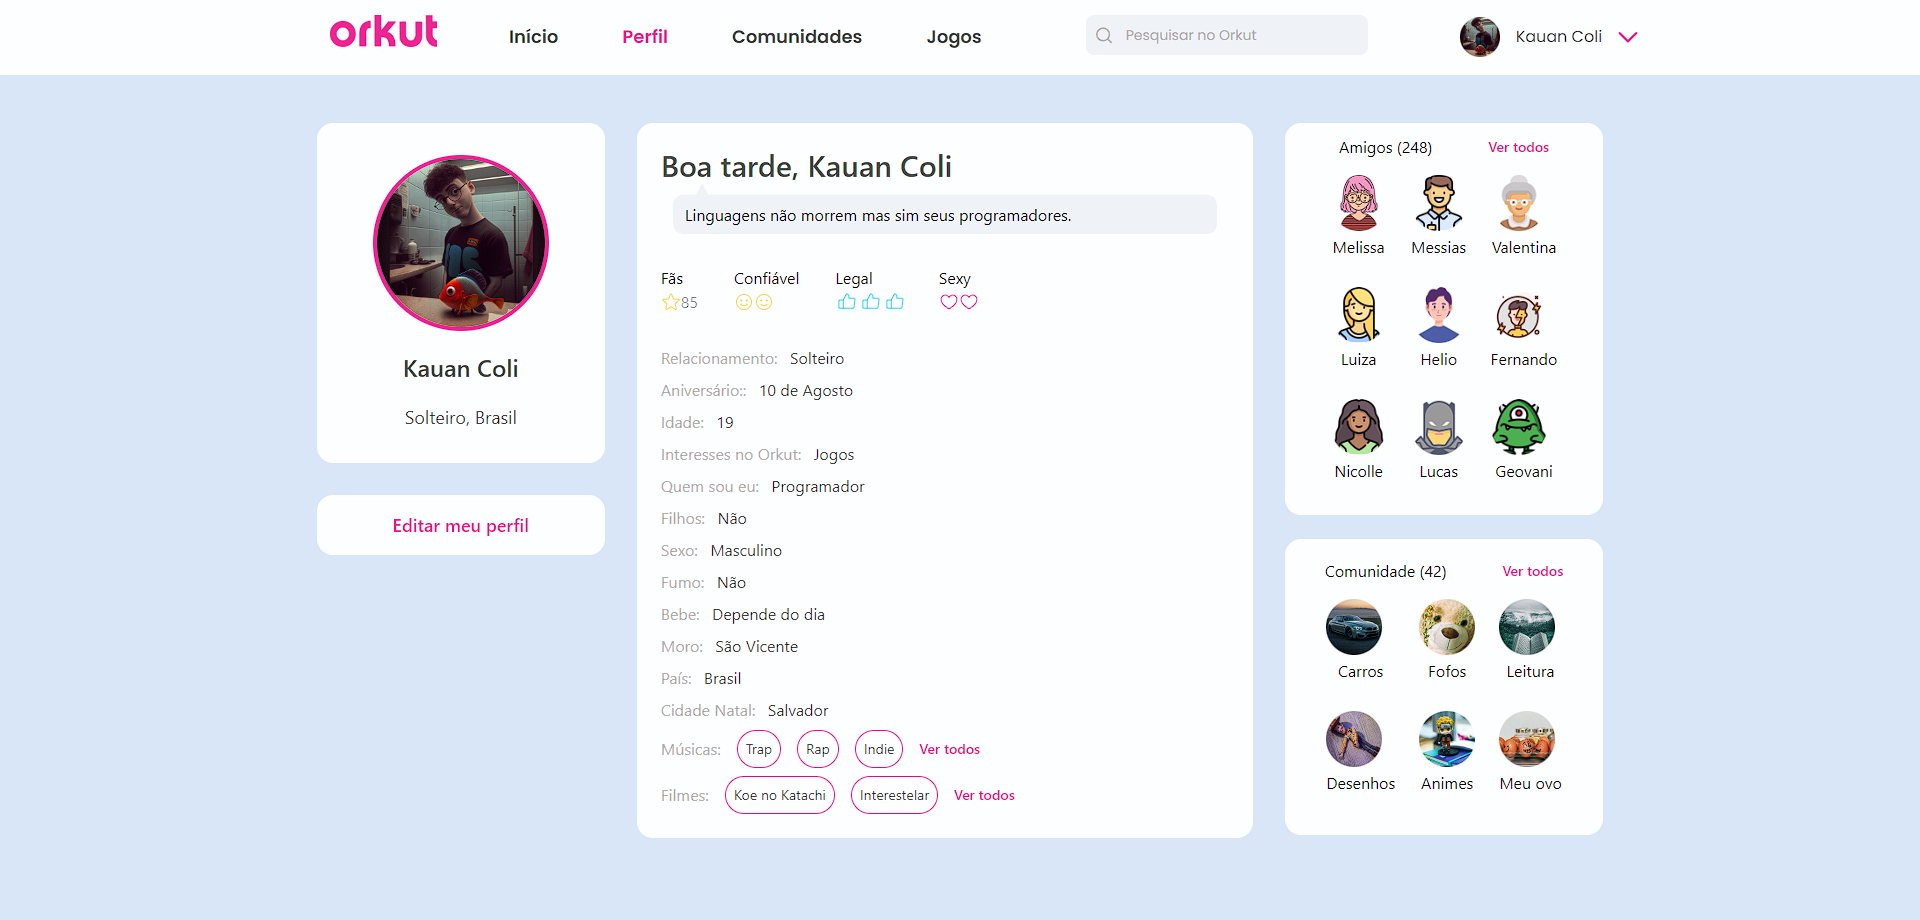 orkut
Início Perfil Comunidades Jogos
Pesquisar no Orkut
Kauan Coli
Kauan Coli
Solteiro, Brasil
Editar meu perfil
Boa tarde, Kauan Coli
Linguagens não morrem mas sim seus programadores.
Fãs Confiável Legal Sexy
85
Relacionamento: Solteiro
Aniversário:: 10 de Agosto
Idade: 19
Interesses no Orkut: Jogos
Quem sou eu: Programador
Filhos: Não
Sexo: Masculino
Fumo: Não
Bebe: Depende do dia
Moro: São Vicente
País: Brasil
Cidade Natal: Salvador
Músicas: Trap Rap Indie Ver todos
Filmes: Koe no Katachi Interestelar Ver todos
Amigos (248) Ver todos
Melissa Messias Valentina
Luiza Helio Fernando
Nicolle Lucas Geovani
Comunidade (42) Ver todos
Carros Fofos Leitura
Desenhos Animes Meu ovo